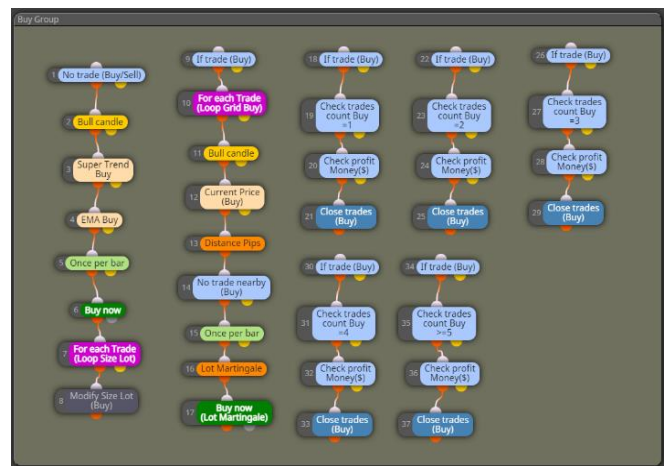 Buy Group
1 No trade (Buy/Sell)
2 Bull candle
3 Super Trend
Buy
4 EMA Buy
5 Once per bar
6 Buy now
7 For each Trade
(Loop Size Lot)
8 Modify Size Lot
(Buy)
9 If trade (Buy)
10 For each Trade
(Loop Grid Buy)
11 Bull candle
12 Current Price
(Buy)
13 Distance Pips
14 No trade nearby
(Buy)
15 Once per bar
16 Lot Martingale
17 Buy now
(Lot Martingale)
18 If trade (Buy)
19 Check trades
count Buy
=1
20 Check profit
Money($)
21 Close trades
(Buy)
22 If trade (Buy)
23 Check trades
count Buy
=2
24 Check profit
Money($)
25 Close trades
(Buy)
26 If trade (Buy)
27 Check trades
count Buy
=3
28 Check profit
Money($)
29 Close trades
(Buy)
30 If trade (Buy)
31 Check trades
count Buy
=4
32 Check profit
Money($)
33 Close trades
(Buy)
34 If trade (Buy)
35 Check trades
count Buy
>=5
36 Check profit
Money($)
37 Close trades
(Buy)